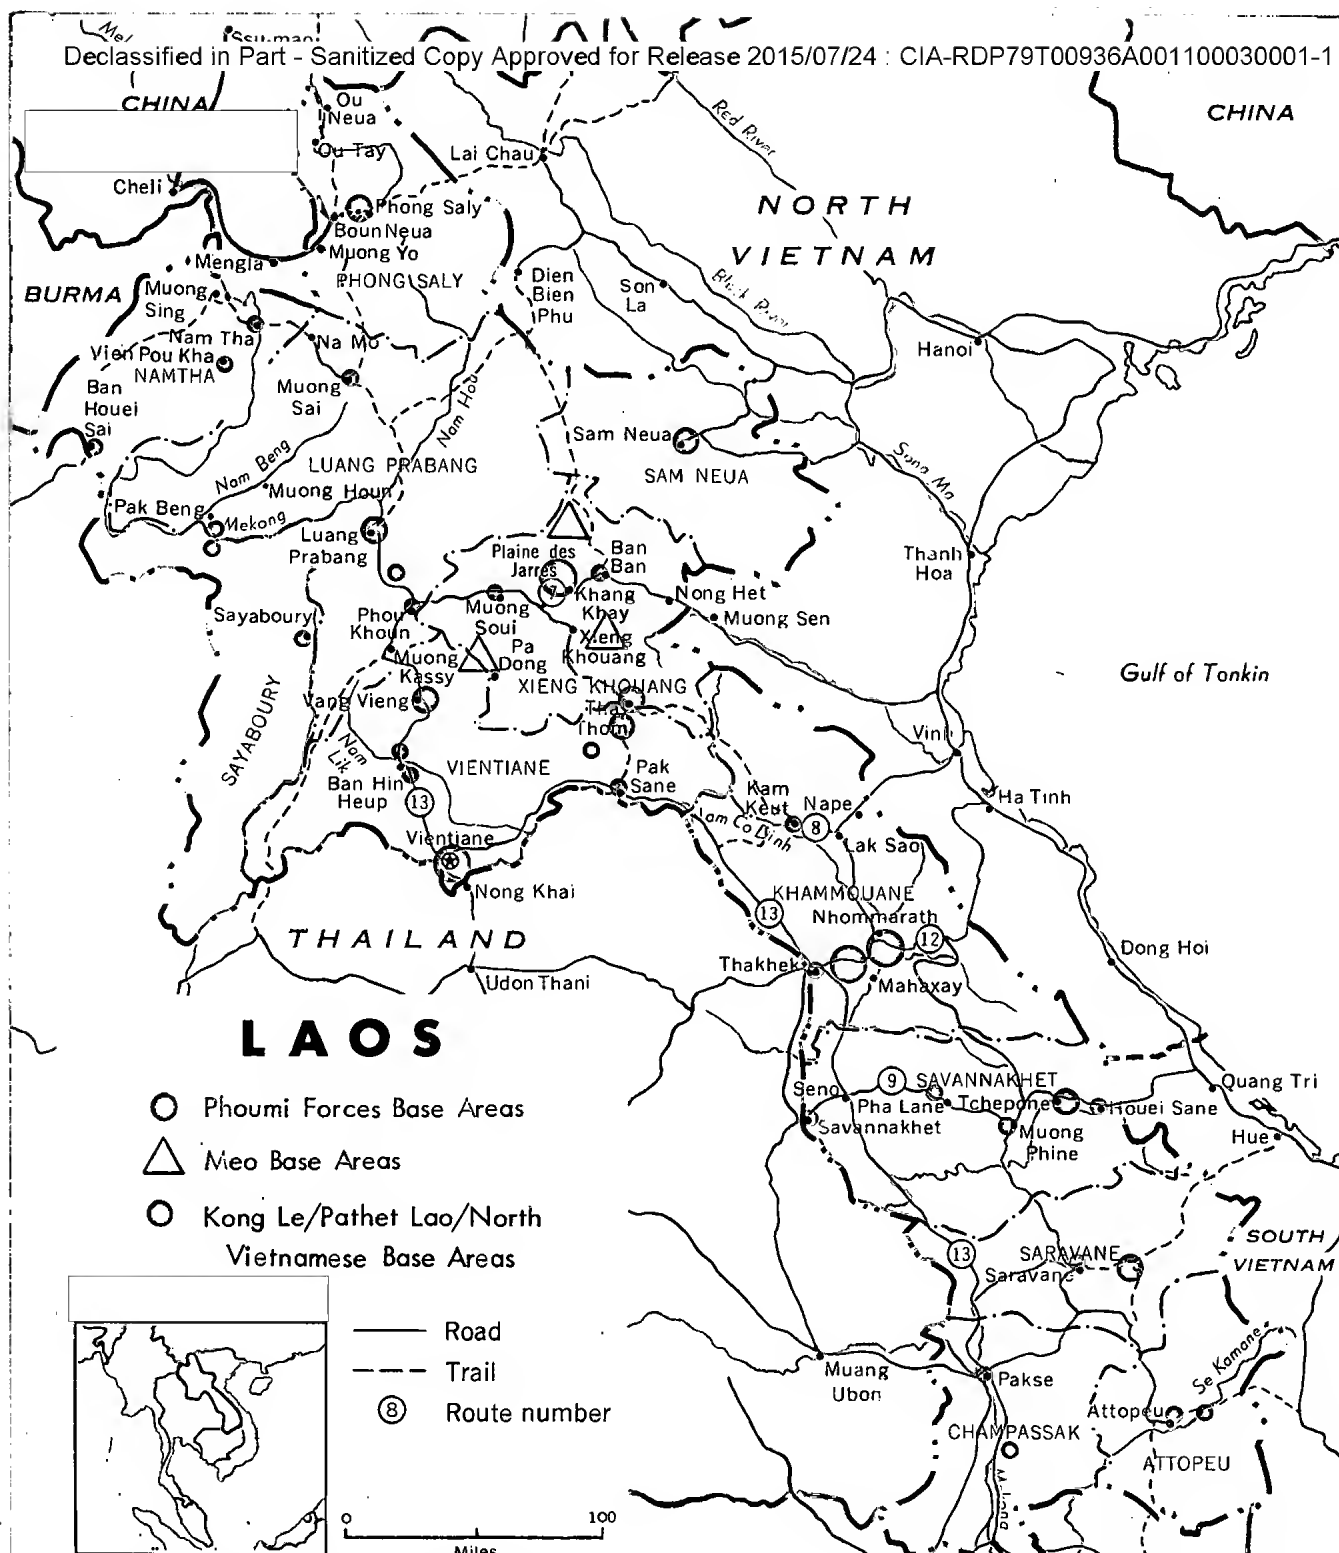 Declassified in Part - Sanitized Copy Approved for Release 2015/07/24 : CIA-RDP79T00936A001100030001-1
CHINA
Ou
Neua
Ou Tay
Lai Chau
Red River
CHINA
Cheli
Phong Saly
Boun Neua
Muong Yo
NORTH
VIETNAM
Mengla
PHONG SALY
BURMA
Muong
Sing
Dien
Bien
Phu
Son
La
Black River
Nam Tha
Na Mo
Hanoi
Vien Pou Kha
NAMTHA
Ban
Houei
Sai
Muong
Sai
Nam Hou
Sam Neua
SAM NEUA
Song Ma
Nam Beng
LUANG PRABANG
Muong Houn
Pak Beng
Mekong
Luang
Prabang
Plaine des
Jarres
Ban
Ban
Thanh
Hoa
7
Khang
Khay
Nong Het
Muong Sen
Sayaboury
Phou
Khoun
Muong
Soui
Xieng
Khouang
Pa
Dong
Muong
Kassy
XIENG KHOUANG
Gulf of Tonkin
SAYABOURY
Vang Vieng
Tha
Thom
Vinh
Nam
Lik
VIENTIANE
Pak
Sane
Ban Hin
Heup
13
Kam
Keut
Nape
8
Ha Tinh
Vientiane
Lak Sao
Nong Khai
KHAMMOUANE
13
Nhommarath
12
THAILAND
Thakhek
Dong Hoi
Udon Thani
Mahaxay
LAOS
Phoumi Forces Base Areas
Meo Base Areas
Kong Le/Pathet Lao/North
Vietnamese Base Areas
9
SAVANNAKHET
Seno
Pha Lane
Tchepone
Houei Sane
Quang Tri
Savannakhet
Muong
Phine
Hue
SOUTH
VIETNAM
13
SARAVANE
Saravane
Road
Trail
8
Route number
Muang
Ubon
Pakse
Se Kamane
Attopeu
CHAMPASSAK
ATTOPEU
0
100
Miles